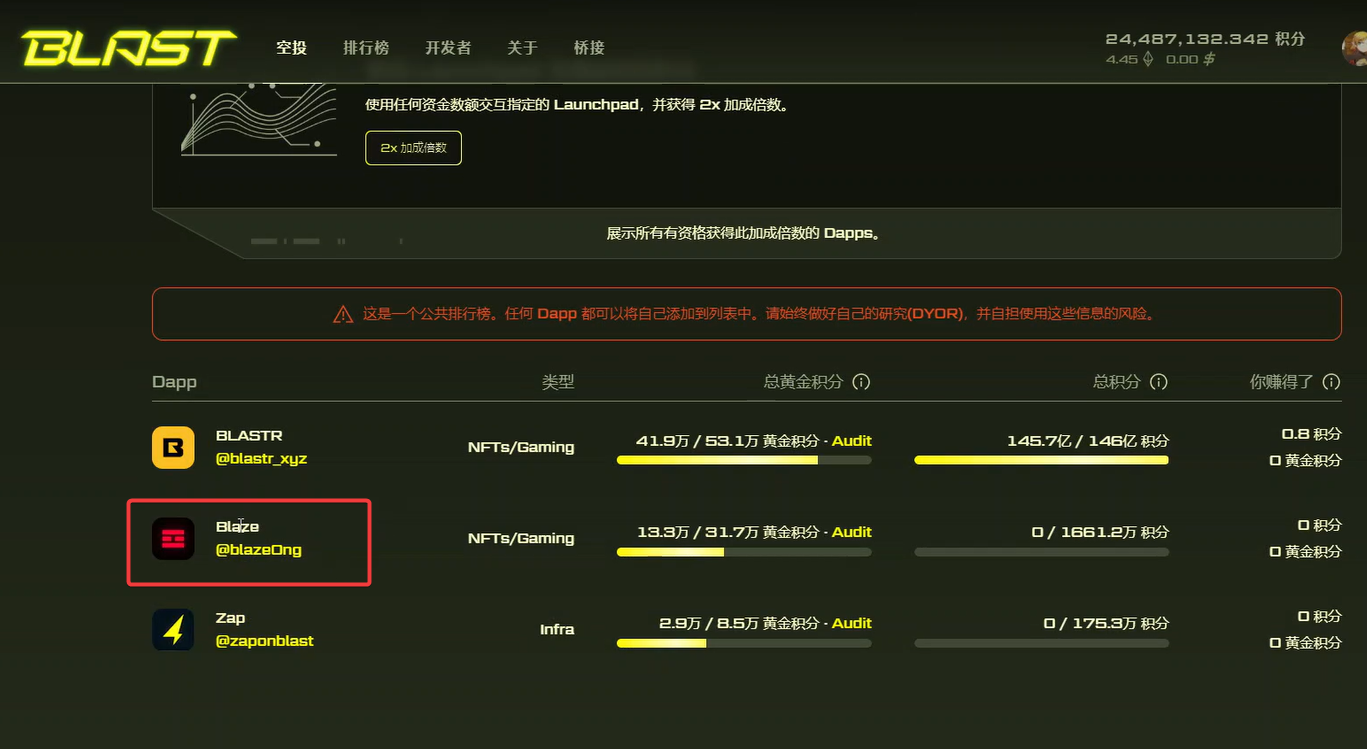 BLAST
空投 排行榜 开发者 关于 桥接
24,487,132.342 积分
4.45 0.00 $
使用任何资金数额交互指定的 Launchpad，并获得 2x 加成倍数。
2x 加成倍数
展示所有有资格获得此加成倍数的 Dapps。
这是一个公共排行榜。任何 Dapp 都可以将自己添加到列表中。请始终做好自己的研究(DYOR)，并自担使用这些信息的风险。
Dapp 类型 总黄金积分 总积分 你赚得了
BLASTR
@blastr_xyz
NFTs/Gaming
41.9万 / 53.1万 黄金积分 · Audit
145.7亿 / 146亿 积分
0.8 积分
0 黄金积分
Blaze
@blaze0ng
NFTs/Gaming
13.3万 / 31.7万 黄金积分 · Audit
0 / 1661.2万 积分
0 积分
0 黄金积分
Zap
@zaponblast
Infra
2.9万 / 8.5万 黄金积分 · Audit
0 / 175.3万 积分
0 积分
0 黄金积分